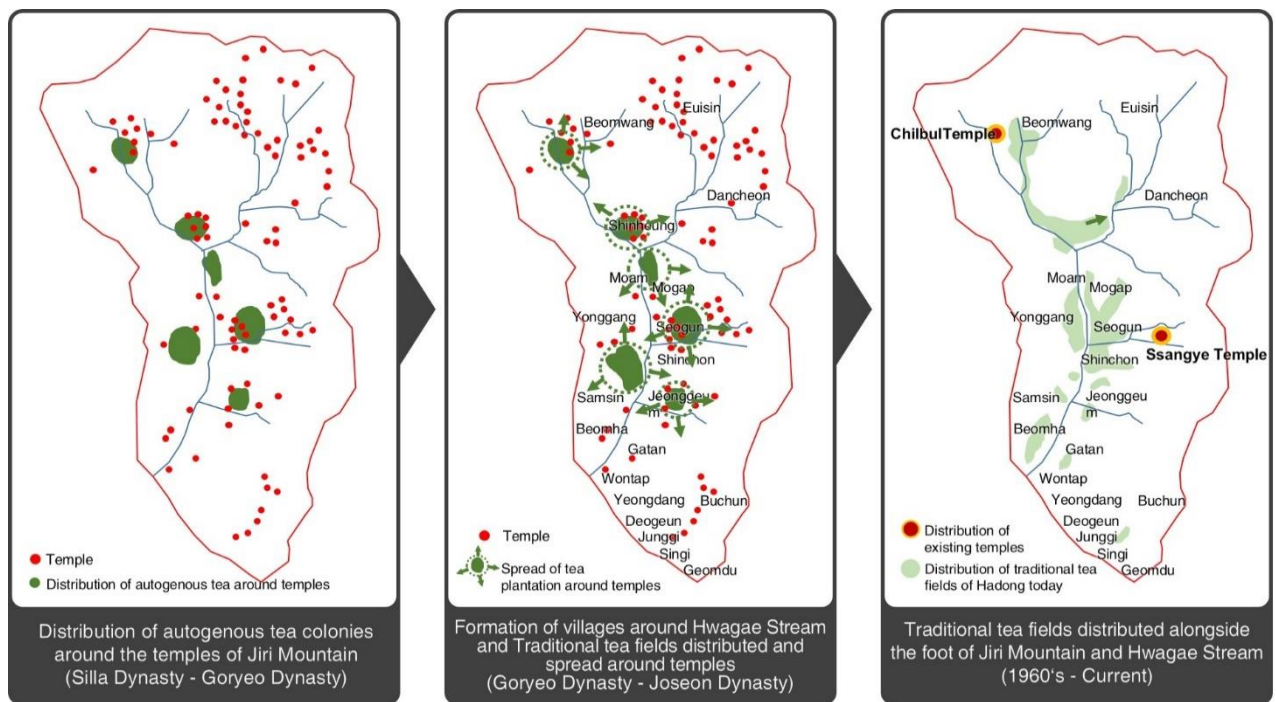 Temple
Distribution of autogenous tea around temples
Distribution of autogenous tea colonies
around the temples of Jiri Mountain
(Silla Dynasty - Goryeo Dynasty)
Euisin
Beomwang
Dancheon
Shinheung
Moam
Mogap
Yonggang
Seogun
Shinchon
Samsin
Jeonggeu
m
Beomha
Gatan
Wontap
Yeongdang
Buchun
Deogeun
Junggi
Singi
Geomdu
Temple
Spread of tea
plantation around temples
Formation of villages around Hwagae Stream
and Traditional tea fields distributed and
spread around temples
(Goryeo Dynasty - Joseon Dynasty)
Euisin
Beomwang
ChilbulTemple
Dancheon
Moam
Mogap
Yonggang
Seogun
Ssangye Temple
Shinchon
Samsin
Jeonggeu
m
Beomha
Gatan
Wontap
Yeongdang
Buchun
Deogeun
Junggi
Singi
Geomdu
Distribution of
existing temples
Distribution of traditional tea
fields of Hadong today
Traditional tea fields distributed alongside
the foot of Jiri Mountain and Hwagae Stream
(1960's - Current)